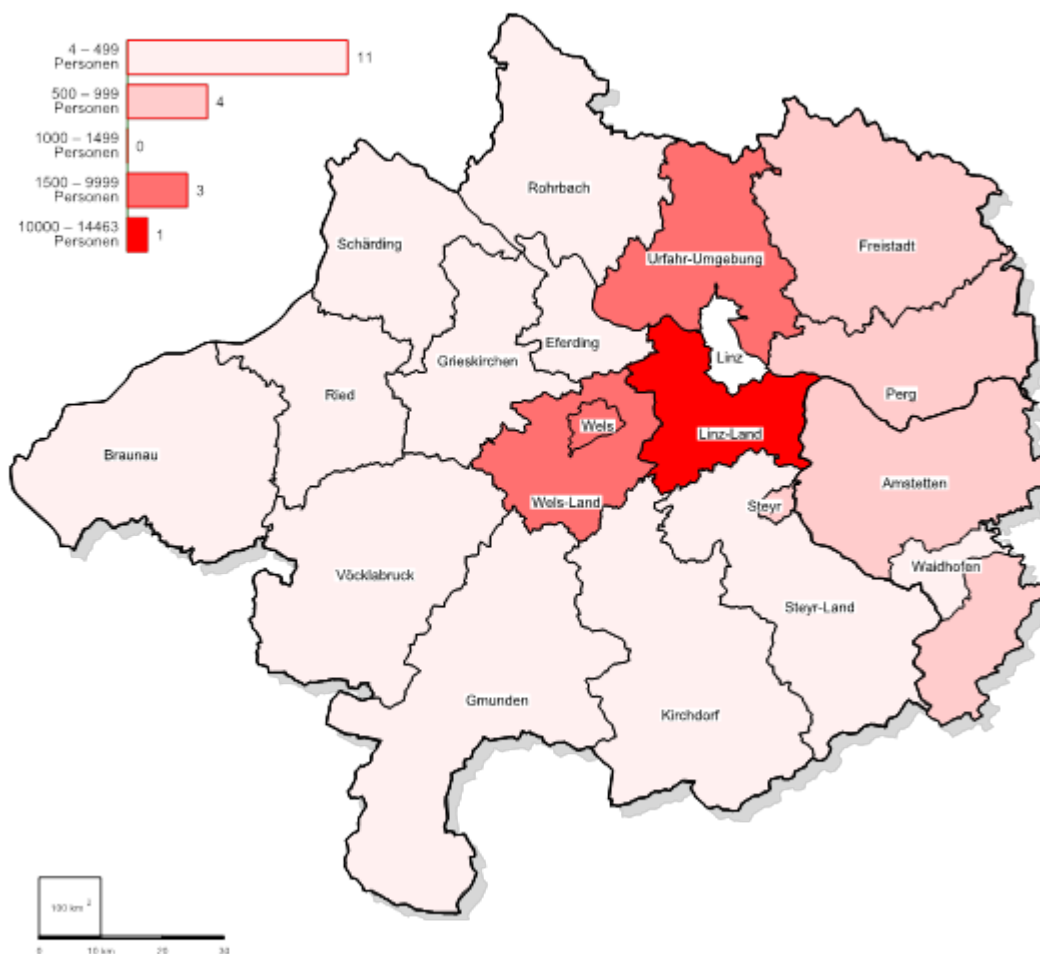 4 – 499
Personen
11
500 – 999
Personen
4
1000 – 1499
Personen
0
1500 – 9999
Personen
3
10000 – 14463
Personen
1
Rohrbach
Schärding
Freistadt
Urfahr-Umgebung
Eferding
Linz
Grieskirchen
Ried
Perg
Wels
Linz-Land
Braunau
Amstetten
Wels-Land
Steyr
Waidhofen
Vöcklabruck
Steyr-Land
Gmunden
Kirchdorf
100 km ²
0 10 km 20 30